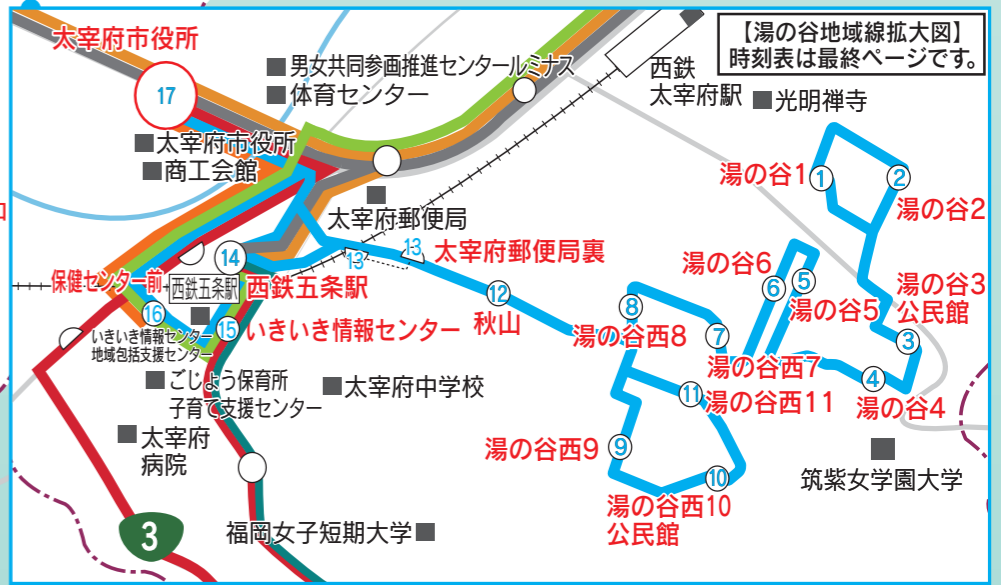 【湯の谷地域線拡大図】
時刻表は最終ページです。
太宰府市役所
17
■男女共同参画推進センタールミナス
■体育センター
西鉄
太宰府駅
■光明禅寺
■太宰府市役所
■商工会館
太宰府郵便局
湯の谷1
1
2
湯の谷2
13
13
太宰府郵便局裏
14
西鉄五条駅
西鉄五条駅
保健センター前
16
15
いきいき情報センター
いきいき情報センター
地域包括支援センター
12
秋山
湯の谷6
6
5
湯の谷5
湯の谷3
公民館
3
4
湯の谷4
8
湯の谷西8
7
湯の谷西7
11
湯の谷西11
湯の谷西9
9
10
湯の谷西10
公民館
■ごじょう保育所
子育て支援センター
■太宰府中学校
■太宰府
病院
筑紫女学園大学
福岡女子短期大学■
3